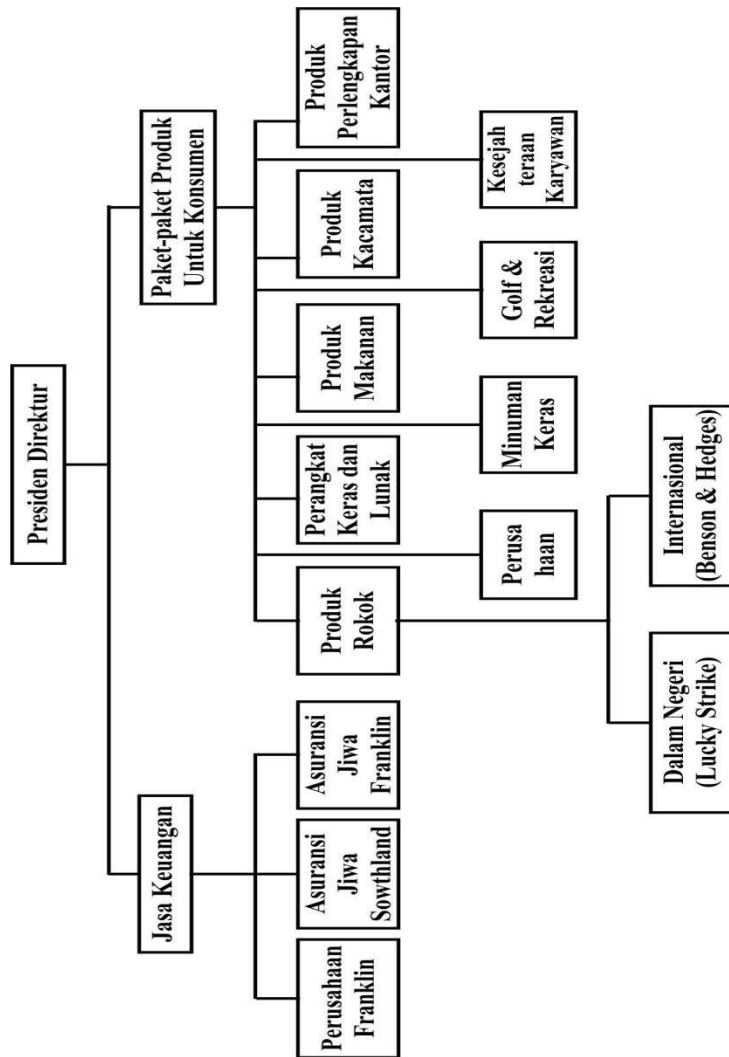 Presiden Direktur
Jasa Keuangan
Paket-paket Produk
Untuk Konsumen
Perusahaan
Franklin
Asuransi
Jiwa
Sowthland
Asuransi
Jiwa
Franklin
Produk
Rokok
Perangkat
Keras dan
Lunak
Produk
Makanan
Produk
Kacamata
Produk
Perlengkapan
Kantor
Perusa
haan
Minuman
Keras
Golf &
Rekreasi
Kesejah
teraan
Karyawan
Dalam Negeri
(Lucky Strike)
Internasional
(Benson & Hedges)